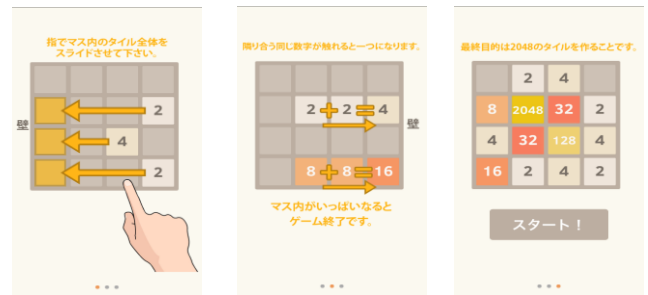 指でマス内のタイル全体を
スライドさせて下さい。
2
壁
4
2
隣り合う同じ数字が触れると一つになります。
2+2=4
壁
8+8=16
マス内がいっぱいなると
ゲーム終了です。
最終目的は2048のタイルを作ることです。
2 4
8 2048 32 2
4 32 128 4
16 2 4 2
スタート！